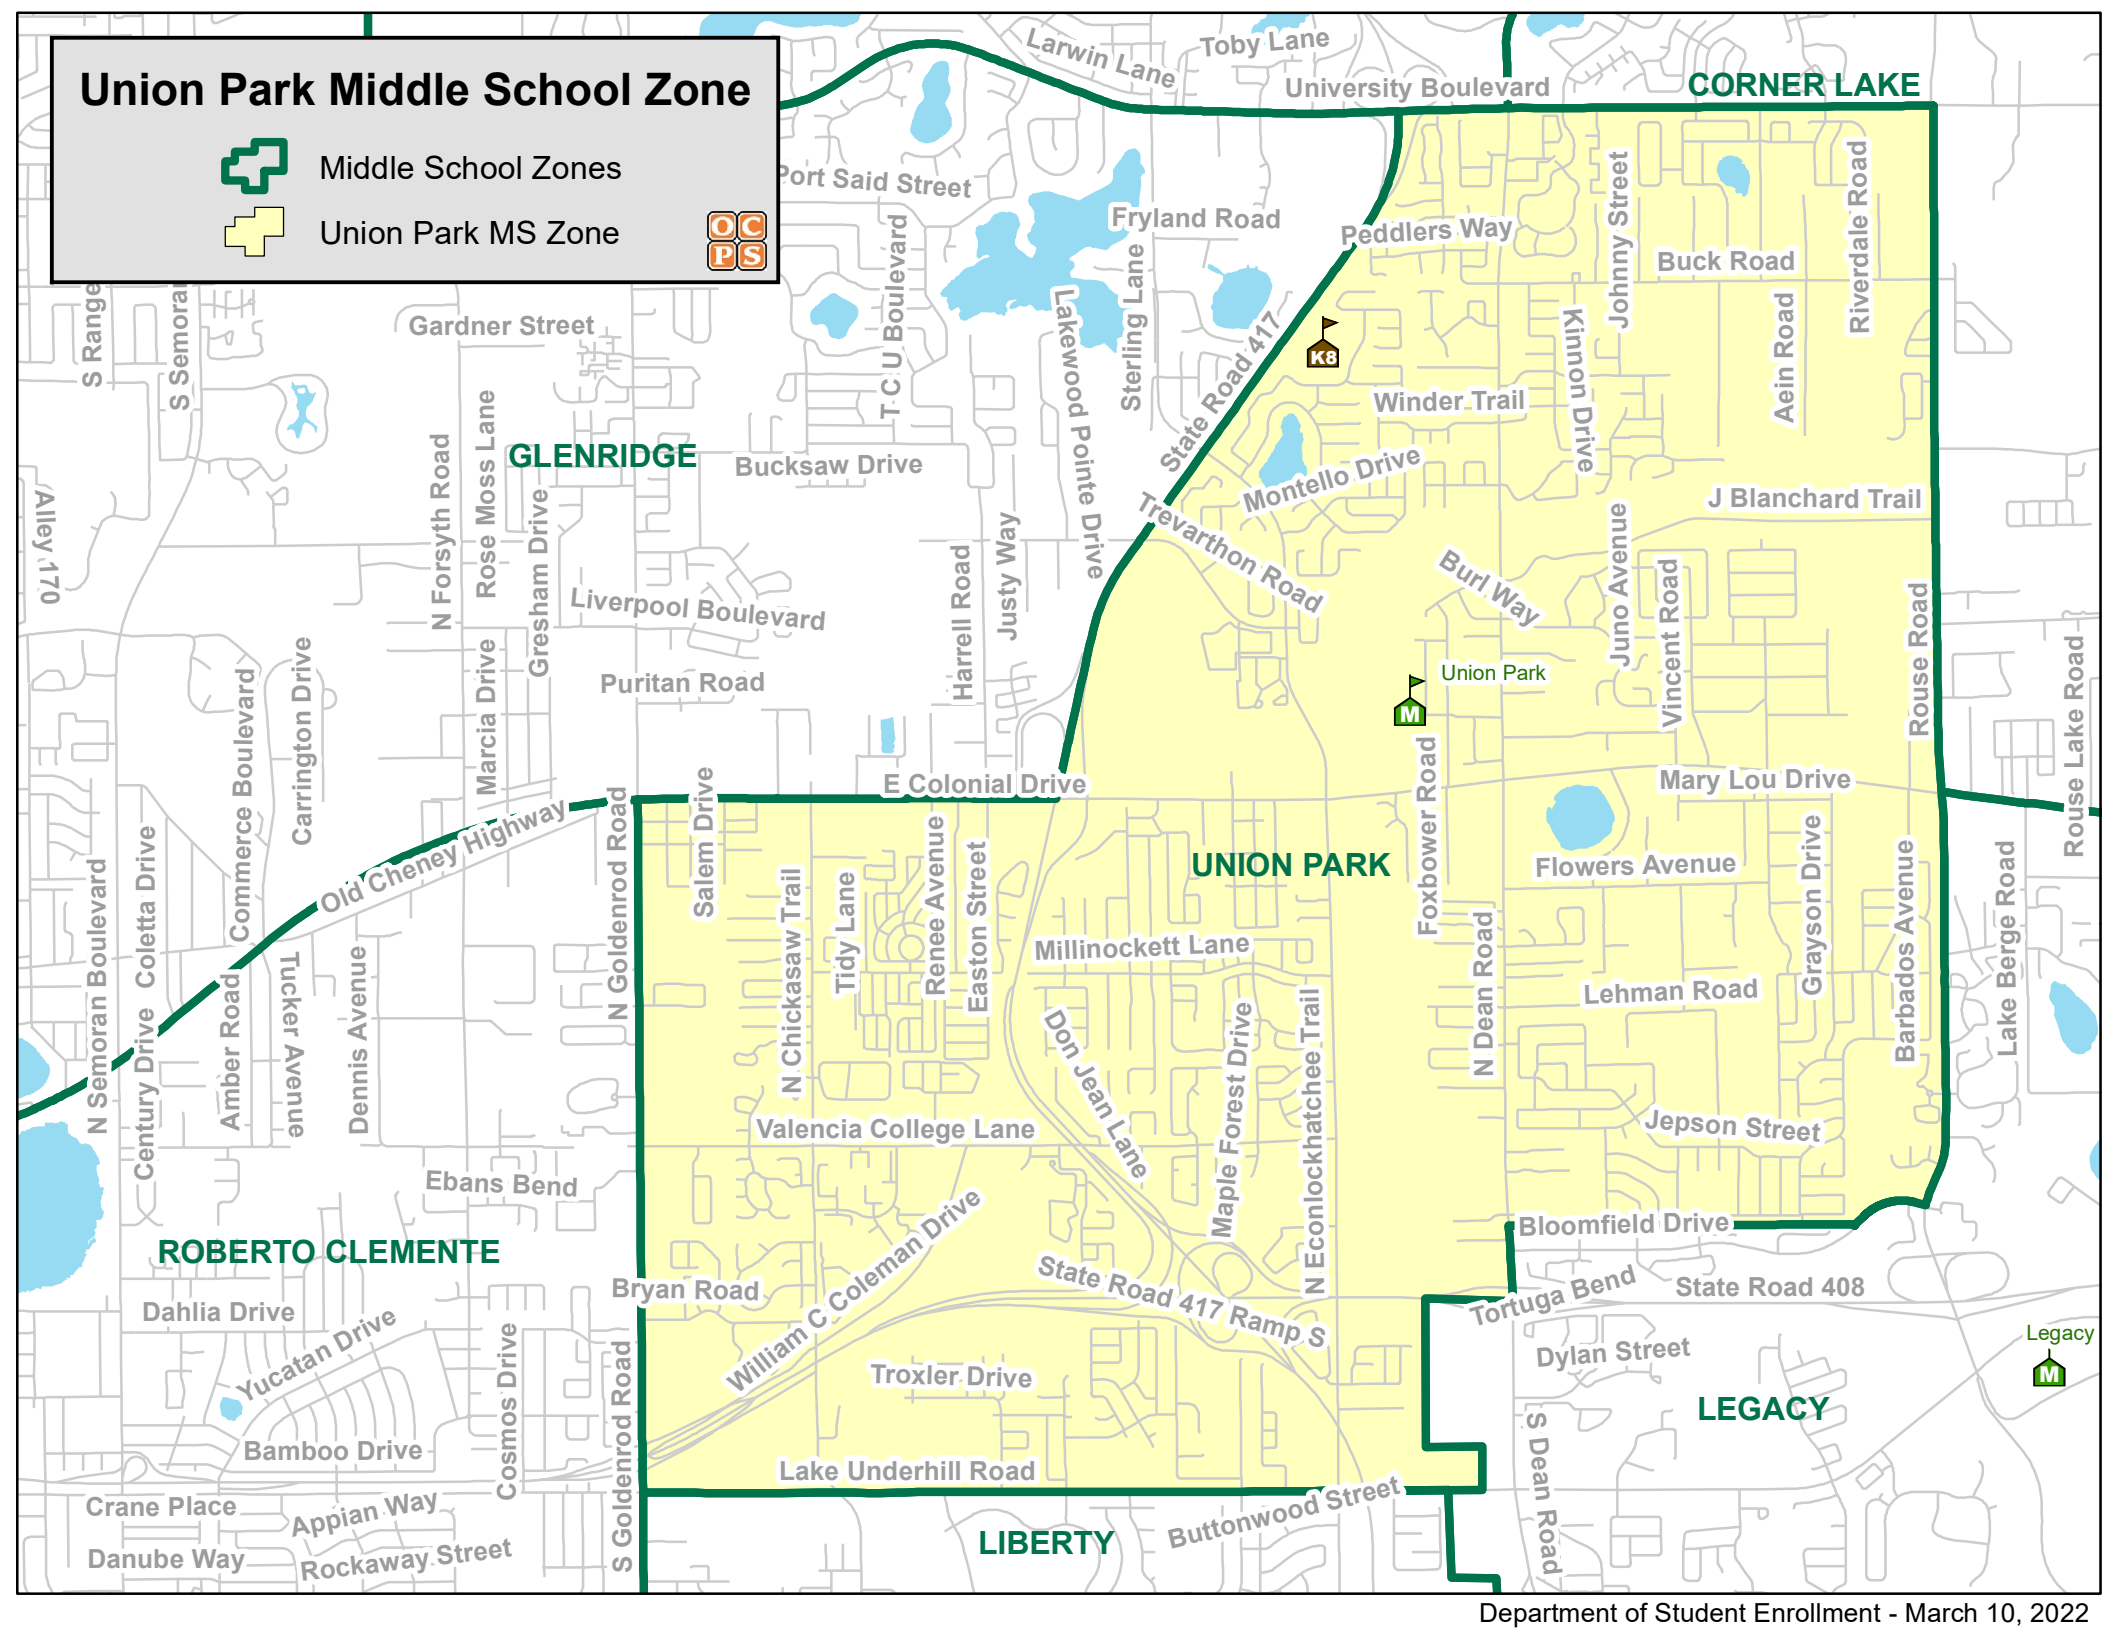 Union Park Middle School Zone
Middle School Zones
Union Park MS Zone
O C
P S
Larwin Lane
Toby Lane
University Boulevard
CORNER LAKE
Port Said Street
Fryland Road
Peddlers Way
Johnny Street
Buck Road
Riverdale Road
S Range
S Semoran
Gardner Street
T C U Boulevard
Lakewood Pointe Drive
Sterling Lane
State Road 417
K8
Kinnon Drive
Aein Road
Winder Trail
Alley 170
N Forsyth Road
Rose Moss Lane
GLENRIDGE
Bucksaw Drive
Montello Drive
J Blanchard Trail
Gresham Drive
Harrell Road
Justy Way
Trevarthon Road
Burl Way
Juno Avenue
Vincent Road
Rouse Road
Liverpool Boulevard
Puritan Road
Marcia Drive
Commerce Boulevard
Carrington Drive
Union Park
M
Rouse Lake Road
E Colonial Drive
Mary Lou Drive
Foxbower Road
Old Cheney Highway
N Goldenrod Road
Salem Drive
N Chickasaw Trail
Tidy Lane
Renee Avenue
Easton Street
UNION PARK
Flowers Avenue
Grayson Drive
Barbados Avenue
Lake Berge Road
N Semoran Boulevard
Coletta Drive
Century Drive
Amber Road
Tucker Avenue
Dennis Avenue
Millinockett Lane
Lehman Road
N Dean Road
Don Jean Lane
Maple Forest Drive
N Econlockhatchee Trail
Valencia College Lane
Jepson Street
Ebans Bend
Bloomfield Drive
ROBERTO CLEMENTE
Bryan Road
William C Coleman Drive
State Road 417 Ramp S
Tortuga Bend
State Road 408
Dahlia Drive
Yucatan Drive
Cosmos Drive
S Goldenrod Road
Troxler Drive
Dylan Street
Legacy
M
LEGACY
S Dean Road
Bamboo Drive
Lake Underhill Road
Crane Place
Appian Way
Buttonwood Street
LIBERTY
Danube Way
Rockaway Street
Department of Student Enrollment - March 10, 2022